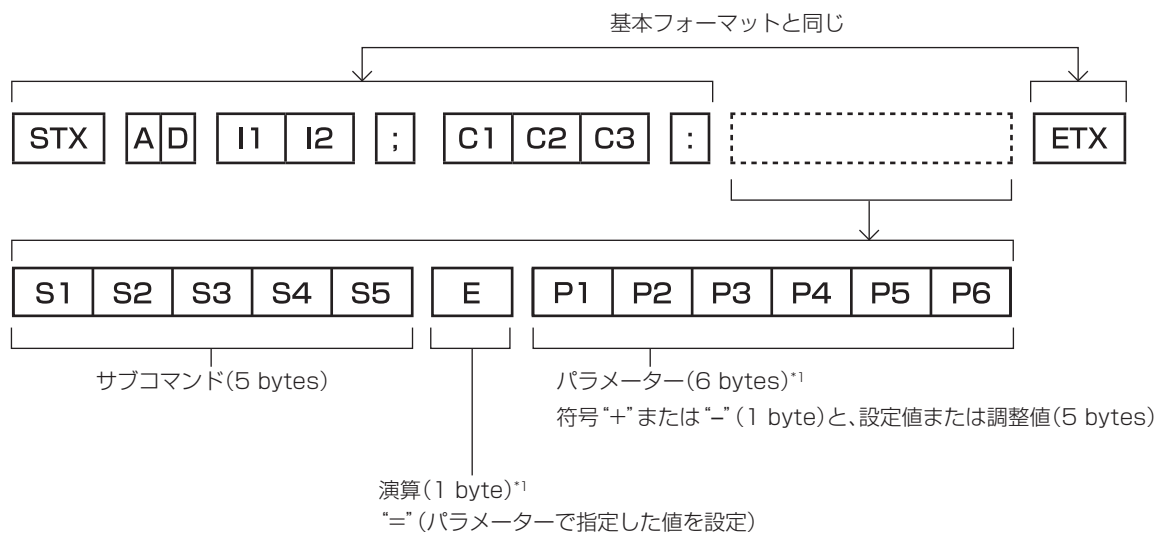 基本フォーマットと同じ
STX A D I1 I2 ; C1 C2 C3 : ETX
S1 S2 S3 S4 S5 E P1 P2 P3 P4 P5 P6
サブコマンド(5 bytes)
パラメーター(6 bytes)*1
符号“+”または“–”(1 byte)と、設定値または調整値(5 bytes)
演算(1 byte)*1
“=”(パラメーターで指定した値を設定)